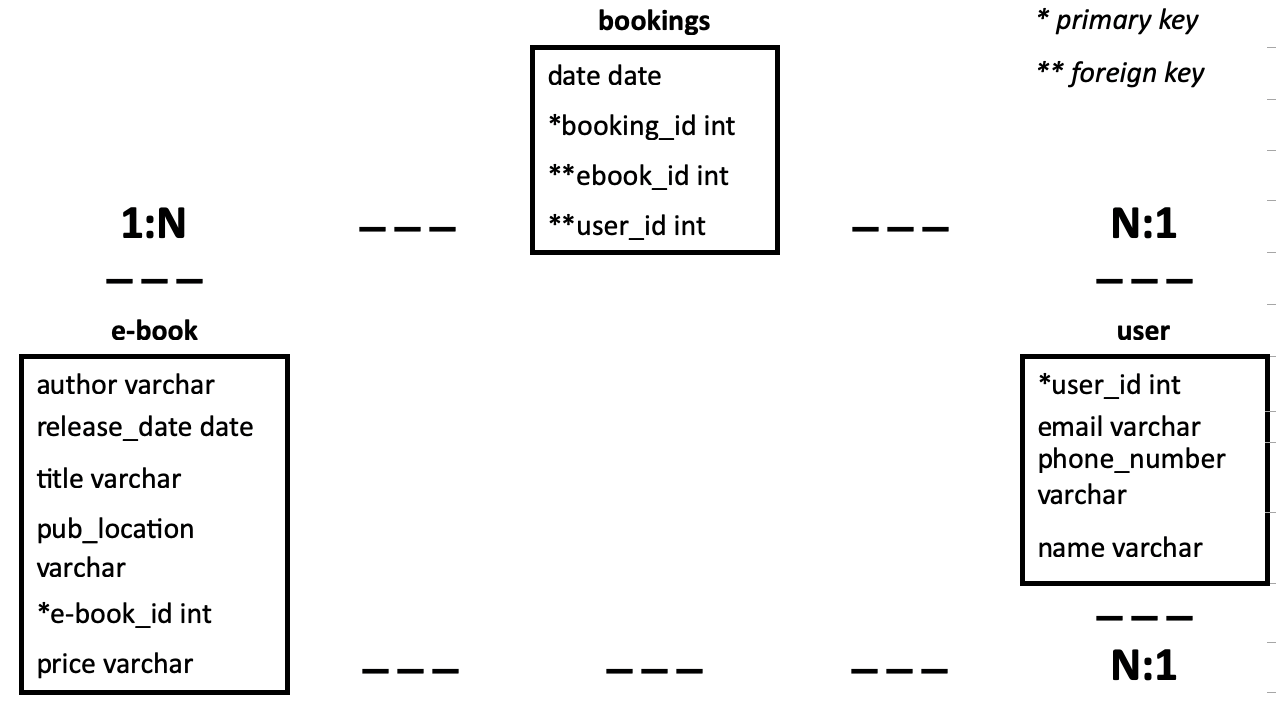 bookings
* primary key
** foreign key
date date
*booking_id int
**ebook_id int
**user_id int
1:N
N:1
e-book
author varchar
release_date date
title varchar
pub_location
varchar
*e-book_id int
price varchar
user
*user_id int
email varchar
phone_number
varchar
name varchar
N:1